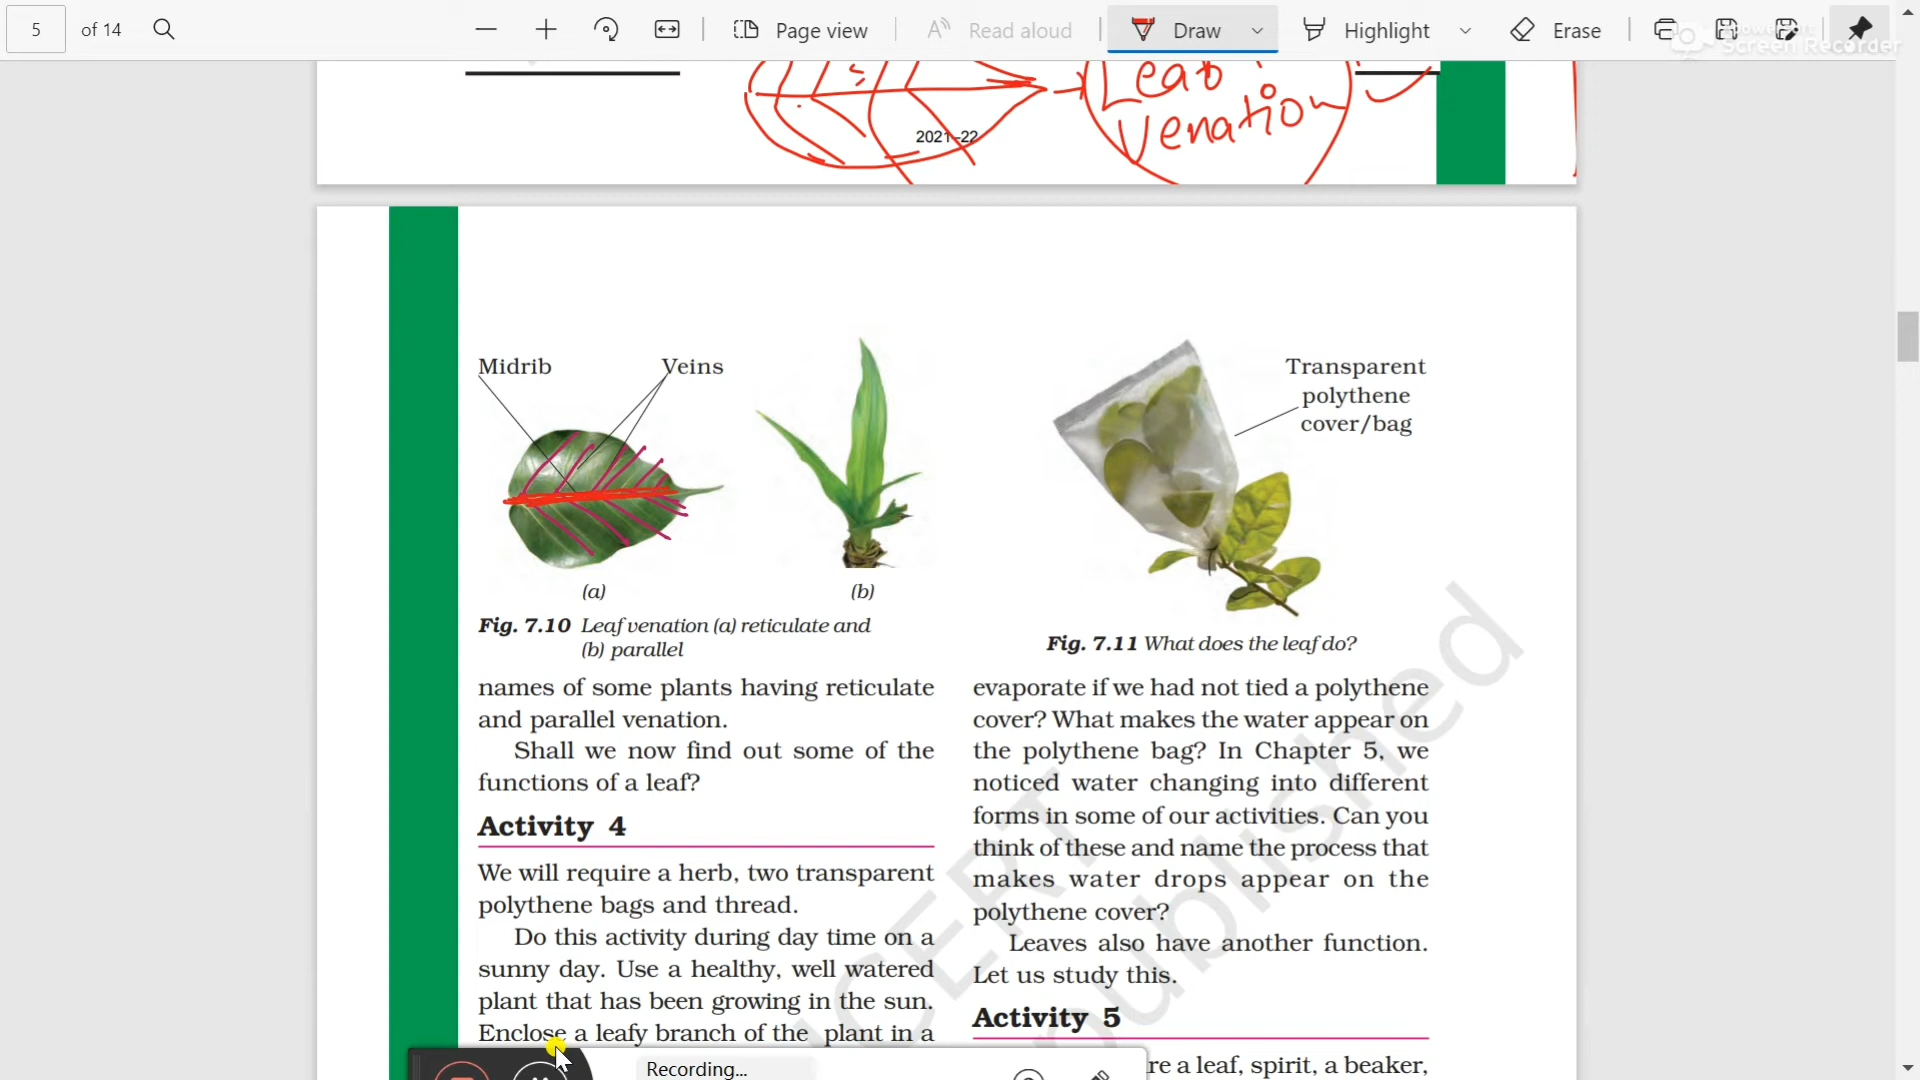 5 of 14 Page view Read aloud Draw Highlight Erase
Screen Recorder
Leaf
venation
2021–22
Midrib Veins
Transparent
polythene
cover/bag
(a) (b)
Fig. 7.10 Leaf venation (a) reticulate and
(b) parallel
Fig. 7.11 What does the leaf do?
names of some plants having reticulate
and parallel venation.
Shall we now find out some of the
functions of a leaf?
Activity 4
We will require a herb, two transparent
polythene bags and thread.
Do this activity during day time on a
sunny day. Use a healthy, well watered
plant that has been growing in the sun.
Enclose a leafy branch of the plant in a
evaporate if we had not tied a polythene
cover? What makes the water appear on
the polythene bag? In Chapter 5, we
noticed water changing into different
forms in some of our activities. Can you
think of these and name the process that
makes water drops appear on the
polythene cover?
Leaves also have another function.
Let us study this.
Activity 5
re a leaf, spirit, a beaker,
Recording...
published